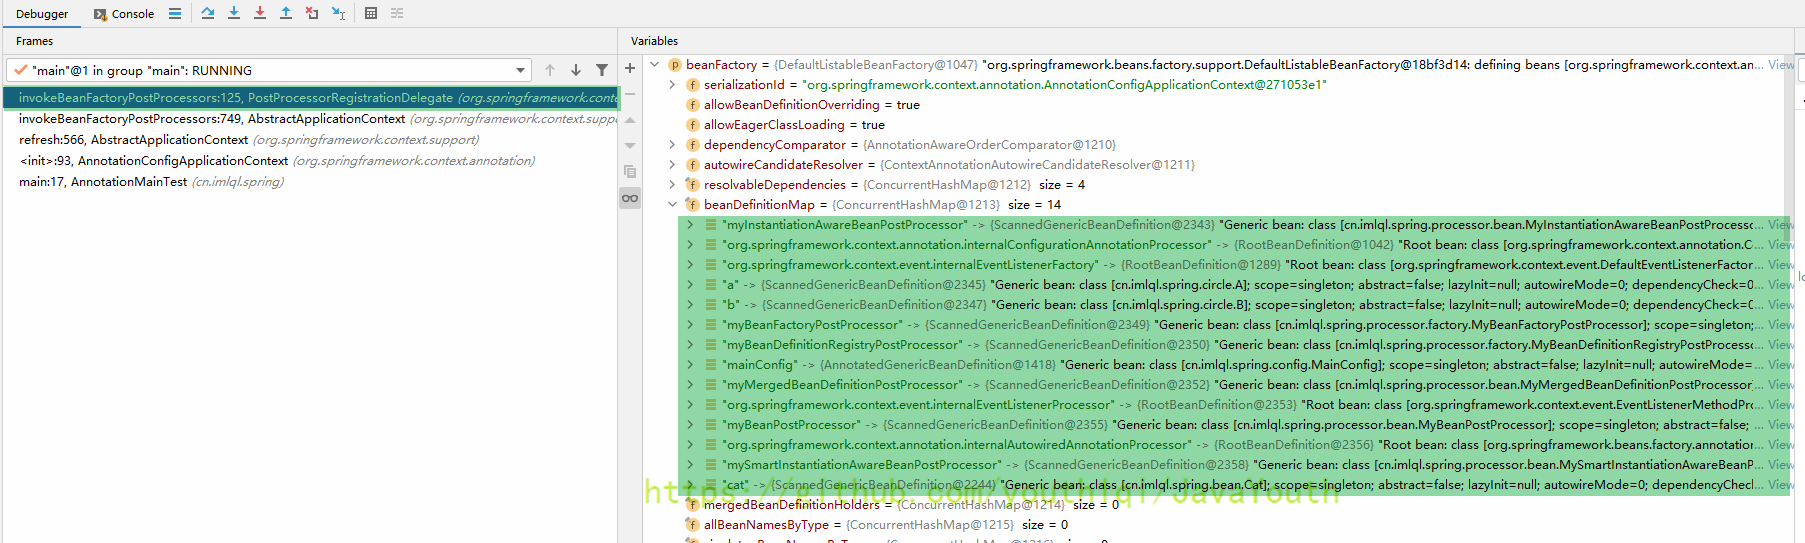 Debugger Console
Frames
"main"@1 in group "main": RUNNING
invokeBeanFactoryPostProcessors:125, PostProcessorRegistrationDelegate (org.springframework.conte
invokeBeanFactoryPostProcessors:749, AbstractApplicationContext (org.springframework.context.suppo
refresh:566, AbstractApplicationContext (org.springframework.context.support)
<init>:93, AnnotationConfigApplicationContext (org.springframework.context.annotation)
main:17, AnnotationMainTest (cn.imlql.spring)
Variables
beanFactory = {DefaultListableBeanFactory@1047} "org.springframework.beans.factory.support.DefaultListableBeanFactory@18bf3d14: defining beans [org.springframework.context.an... View
serializationId = "org.springframework.context.annotation.AnnotationConfigApplicationContext@271053e1"
allowBeanDefinitionOverriding = true
allowEagerClassLoading = true
dependencyComparator = {AnnotationAwareOrderComparator@1210}
autowireCandidateResolver = {ContextAnnotationAutowireCandidateResolver@1211}
resolvableDependencies = {ConcurrentHashMap@1212} size = 4
beanDefinitionMap = {ConcurrentHashMap@1213} size = 14
"myInstantiationAwareBeanPostProcessor" -> {ScannedGenericBeanDefinition@2343} "Generic bean: class [cn.imlql.spring.processor.bean.MyInstantiationAwareBeanPostProcesso... View
"org.springframework.context.annotation.internalConfigurationAnnotationProcessor" -> {RootBeanDefinition@1042} "Root bean: class [org.springframework.context.annotation.C... View
"org.springframework.context.event.internalEventListenerFactory" -> {RootBeanDefinition@1289} "Root bean: class [org.springframework.context.event.DefaultEventListenerFactor... View
"a" -> {ScannedGenericBeanDefinition@2345} "Generic bean: class [cn.imlql.spring.circle.A]; scope=singleton; abstract=false; lazyInit=null; autowireMode=0; dependencyCheck=0... View
"b" -> {ScannedGenericBeanDefinition@2347} "Generic bean: class [cn.imlql.spring.circle.B]; scope=singleton; abstract=false; lazyInit=null; autowireMode=0; dependencyCheck=0... View
"myBeanFactoryPostProcessor" -> {ScannedGenericBeanDefinition@2349} "Generic bean: class [cn.imlql.spring.processor.factory.MyBeanFactoryPostProcessor]; scope=singleton;... View
"myBeanDefinitionRegistryPostProcessor" -> {ScannedGenericBeanDefinition@2350} "Generic bean: class [cn.imlql.spring.processor.factory.MyBeanDefinitionRegistryPostProcesso... View
"mainConfig" -> {AnnotatedGenericBeanDefinition@1418} "Generic bean: class [cn.imlql.spring.config.MainConfig]; scope=singleton; abstract=false; lazyInit=null; autowireMode=... View
"myMergedBeanDefinitionPostProcessor" -> {ScannedGenericBeanDefinition@2352} "Generic bean: class [cn.imlql.spring.processor.bean.MyMergedBeanDefinitionPostProcessor]... View
"org.springframework.context.event.internalEventListenerProcessor" -> {RootBeanDefinition@2353} "Root bean: class [org.springframework.context.event.EventListenerMethodPr... View
"myBeanPostProcessor" -> {ScannedGenericBeanDefinition@2355} "Generic bean: class [cn.imlql.spring.processor.bean.MyBeanPostProcessor]; scope=singleton; abstract=false;... View
"org.springframework.context.annotation.internalAutowiredAnnotationProcessor" -> {RootBeanDefinition@2356} "Root bean: class [org.springframework.beans.factory.annotation... View
"mySmartInstantiationAwareBeanPostProcessor" -> {ScannedGenericBeanDefinition@2358} "Generic bean: class [cn.imlql.spring.processor.bean.MySmartInstantiationAwareBeanP... View
"cat" -> {ScannedGenericBeanDefinition@2244} "Generic bean: class [cn.imlql.spring.bean.Cat]; scope=singleton; abstract=false; lazyInit=null; autowireMode=0; dependencyChec... View
https://github.com/youthlql/JavaYouth
mergedBeanDefinitionHolders = {ConcurrentHashMap@1214} size = 0
allBeanNamesByType = {ConcurrentHashMap@1215} size = 0